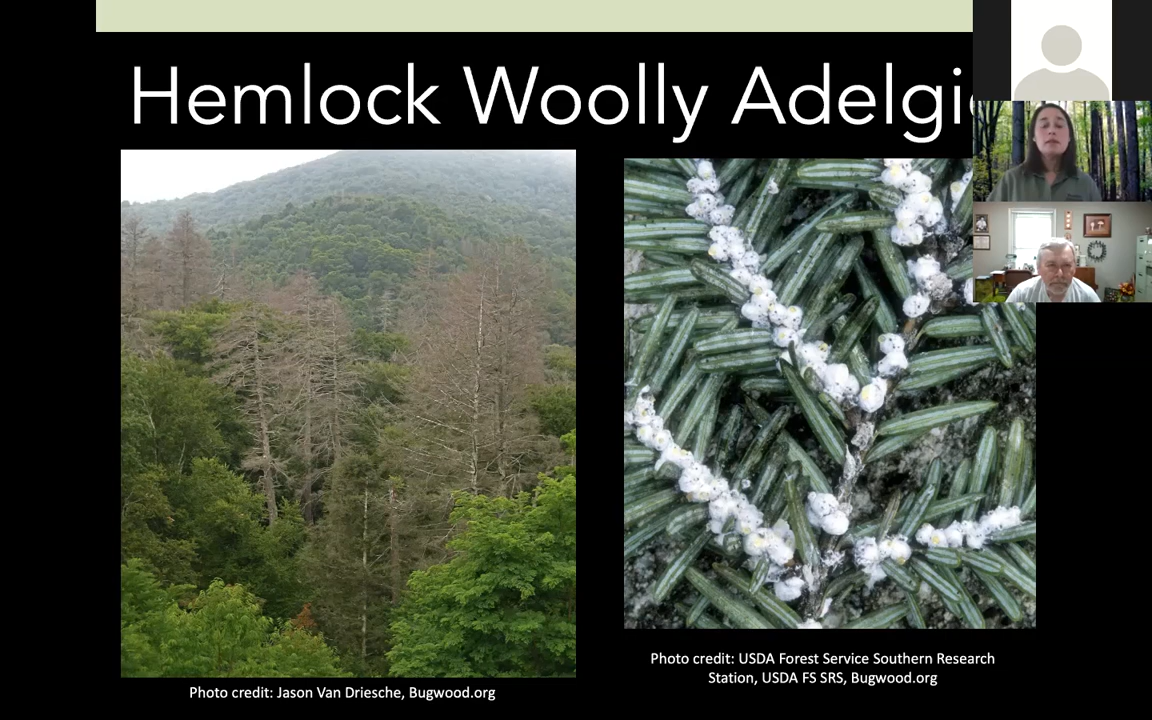 Hemlock Woolly Adelgi
Photo credit: USDA Forest Service Southern Research
Station, USDA FS SRS, Bugwood.org
Photo credit: Jason Van Driesche, Bugwood.org